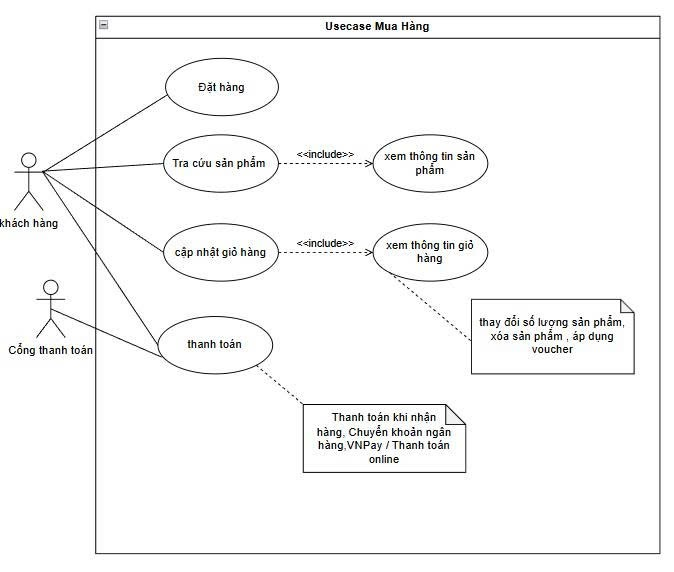 Usecase Mua Hàng
Đặt hàng
Tra cứu sản phẩm
<<include>>
xem thông tin sản
phẩm
khách hàng
cập nhật giỏ hàng
<<include>>
xem thông tin giỏ
hàng
thay đổi số lượng sản phẩm,
xóa sản phẩm , áp dụng
voucher
Cổng thanh toán
thanh toán
Thanh toán khi nhận
hàng, Chuyển khoản ngân
hàng,VNPay / Thanh toán
online